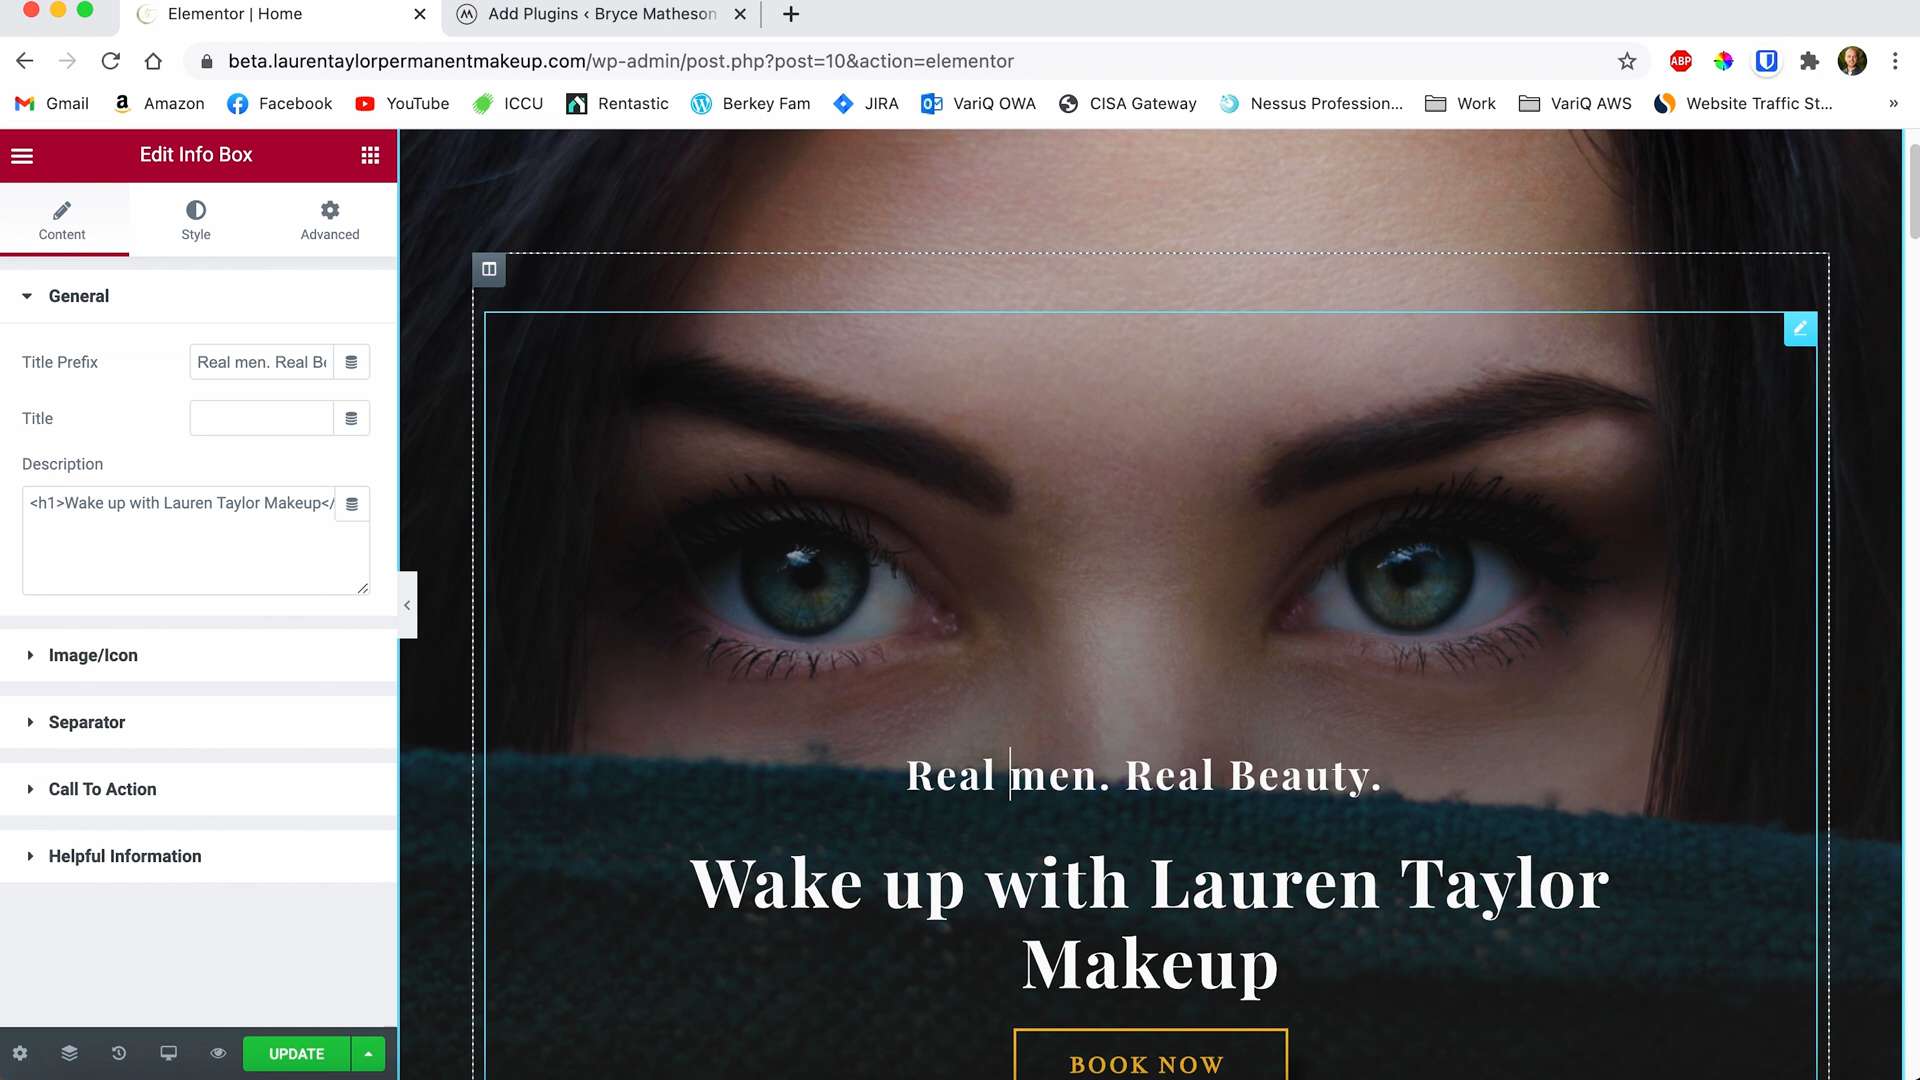 Elementor | Home
Add Plugins ‹ Bryce Matheson
beta.laurentaylorpermanentmakeup.com/wp-admin/post.php?post=10&action=elementor
ABP
Gmail
Amazon
Facebook
YouTube
ICCU
Rentastic
Berkey Fam
JIRA
VariQ OWA
CISA Gateway
Nessus Profession...
Work
VariQ AWS
Website Traffic St...
»
Edit Info Box
Content
Style
Advanced
General
Title Prefix
Real men. Real Be
Title
Description
<h1>Wake up with Lauren Taylor Makeup</
Image/Icon
Separator
Call To Action
Helpful Information
UPDATE
Real men. Real Beauty.
Wake up with Lauren Taylor
Makeup
BOOK NOW